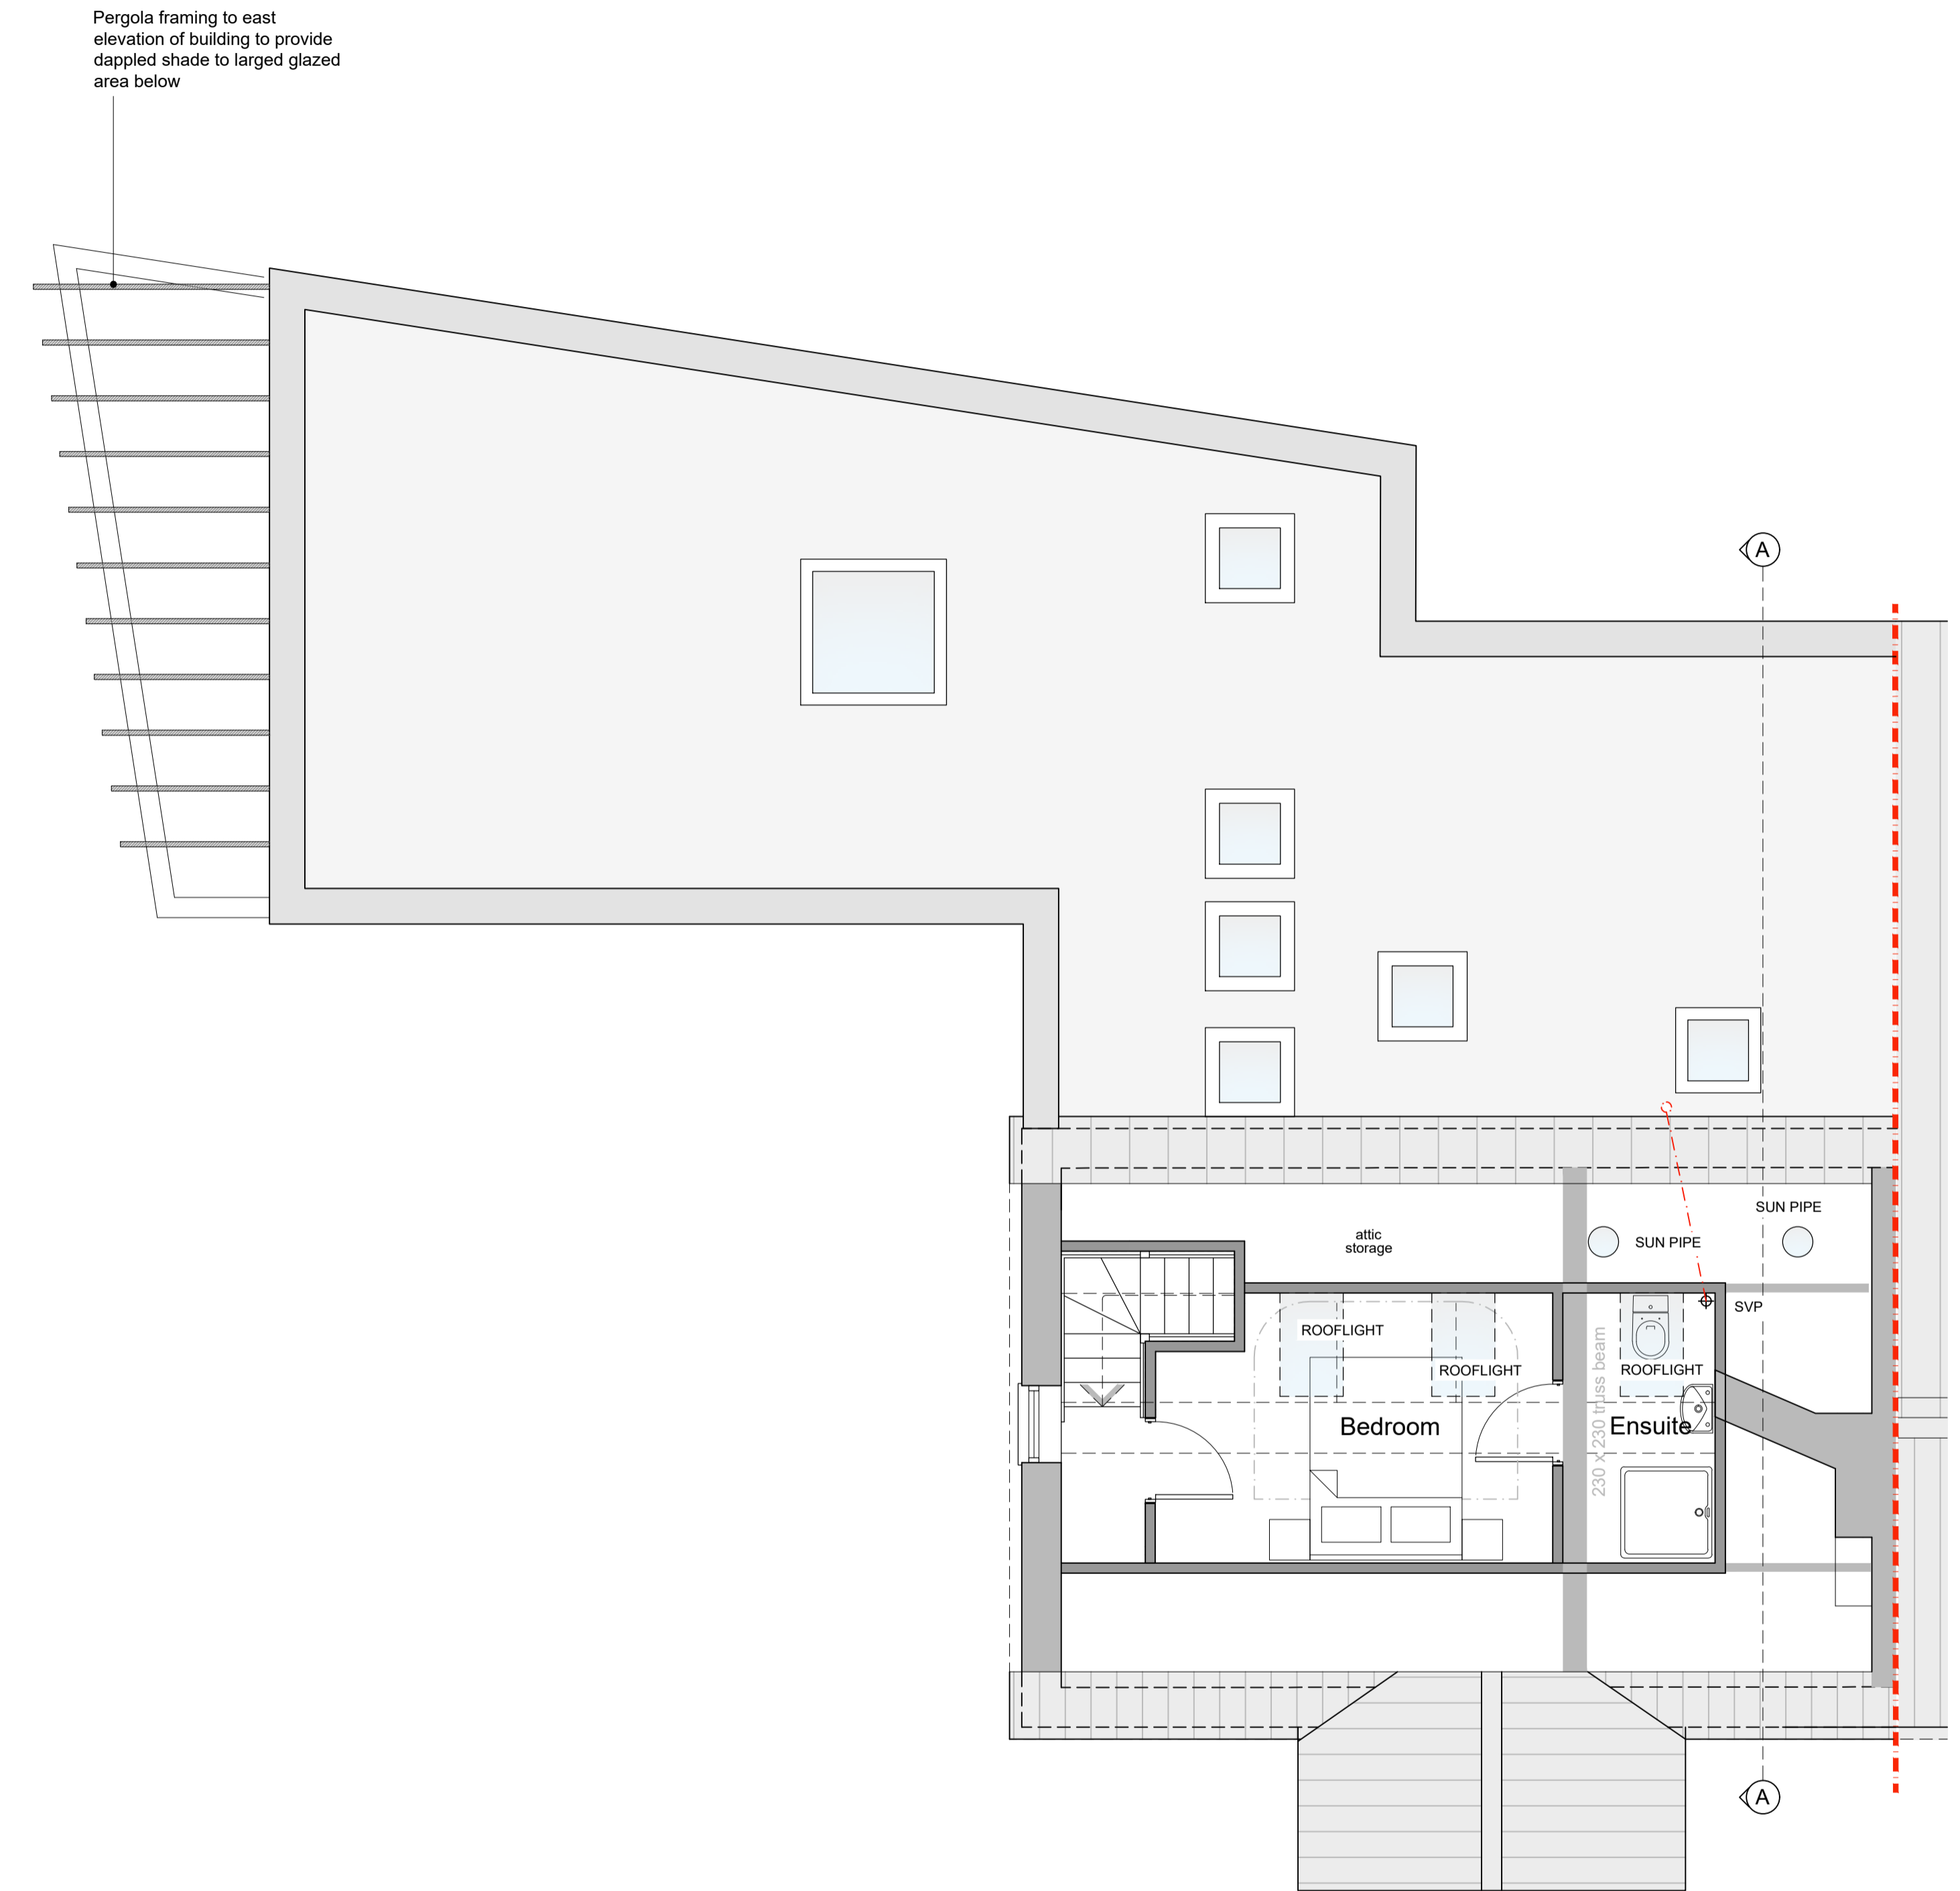 Pergola framing to east
elevation of building to provide
dappled shade to larged glazed
area below
A
SUN PIPE
attic
storage
SUN PIPE
SVP
ROOFLIGHT
ROOFLIGHT
ROOFLIGHT
230 x 230 truss beam
Bedroom
Ensuite
A